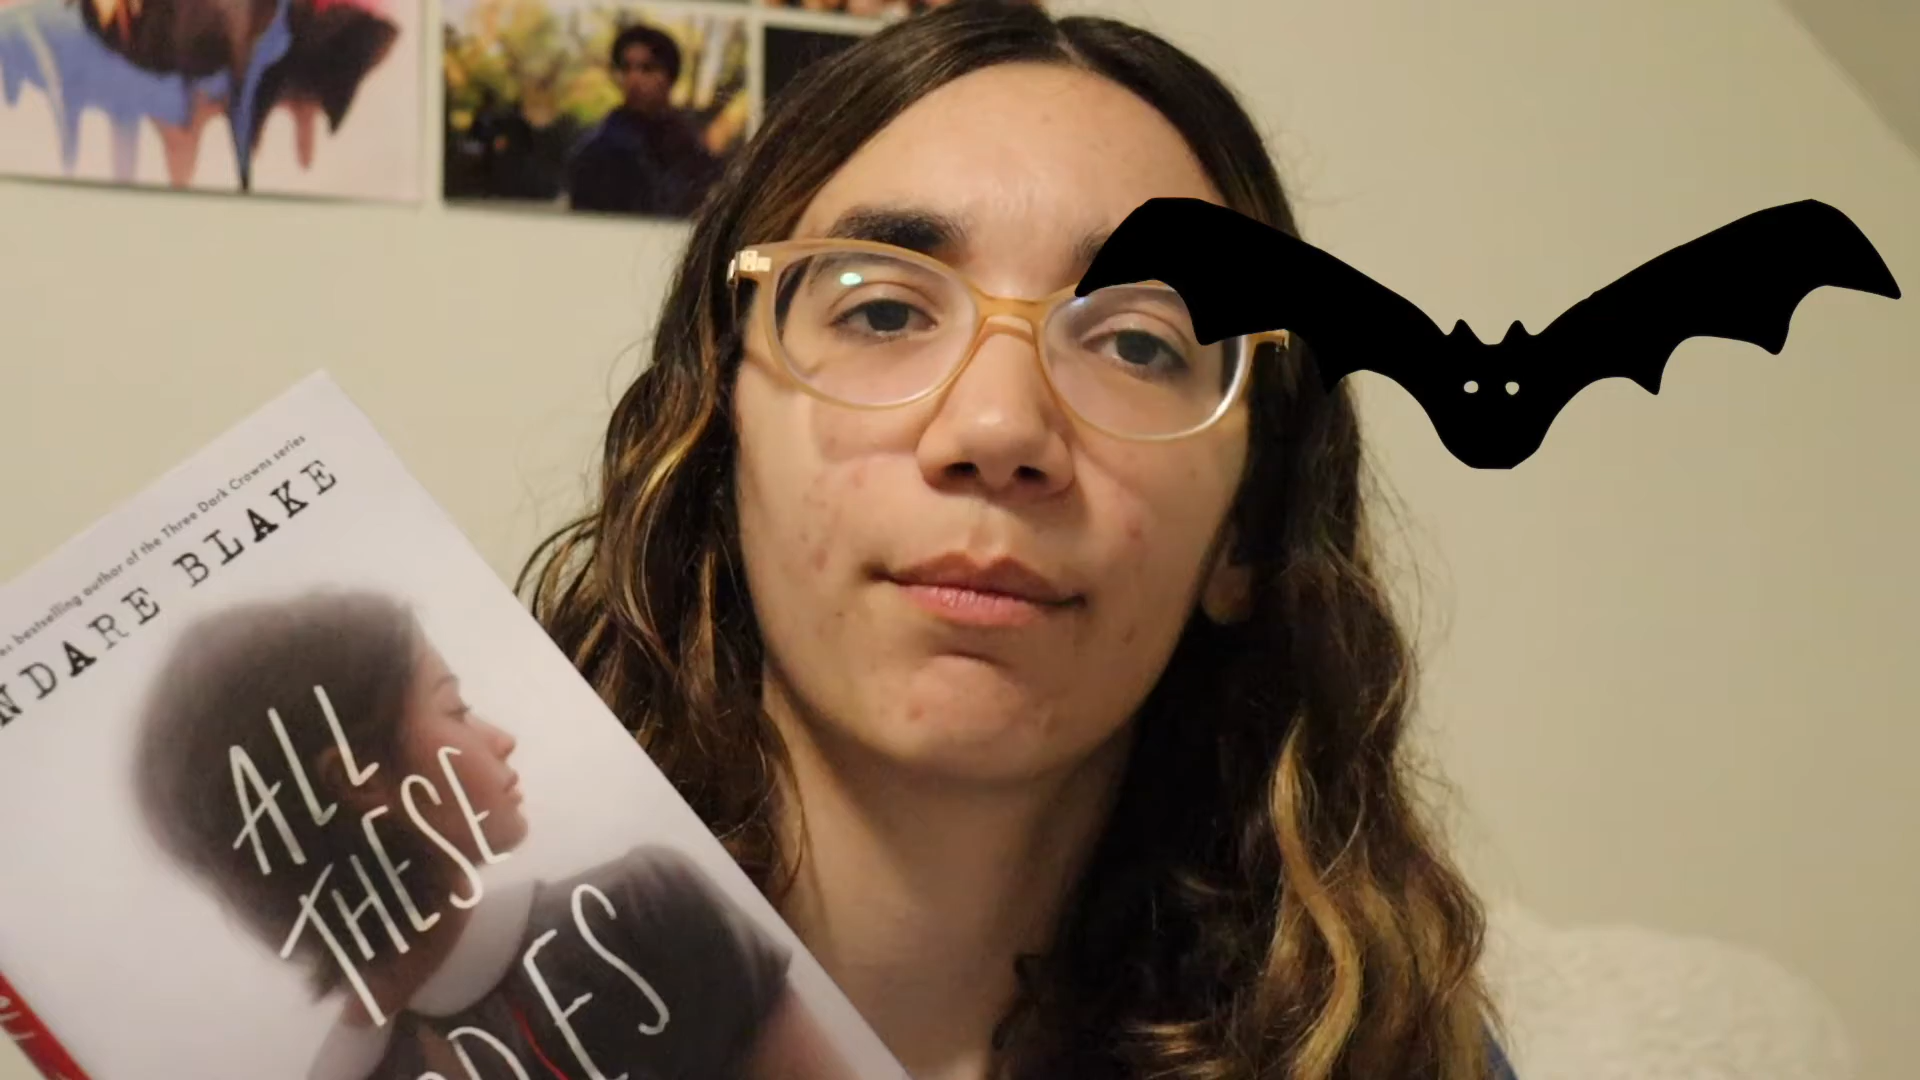 bestselling author of the Three Dark Crowns series
NDARE BLAKE
ALL
THESE